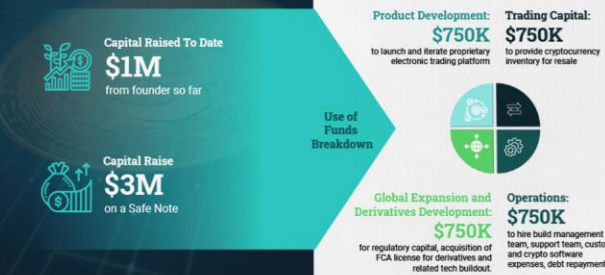 Capital Raised To Date
$1M
from founder so far
Capital Raise
$3M
on a Safe Note
Use of
Funds
Breakdown
Product Development:
$750K
to launch and iterate proprietary
electronic trading platform
Trading Capital:
$750K
to provide cryptocurrency
inventory for resale
Global Expansion and
Derivatives Development:
$750K
for regulatory capital, acquisition of
FCA license for derivatives and
related tech buildout
Operations:
$750K
to hire build management
team, support team,
and crypto software
expenses, debt repayment